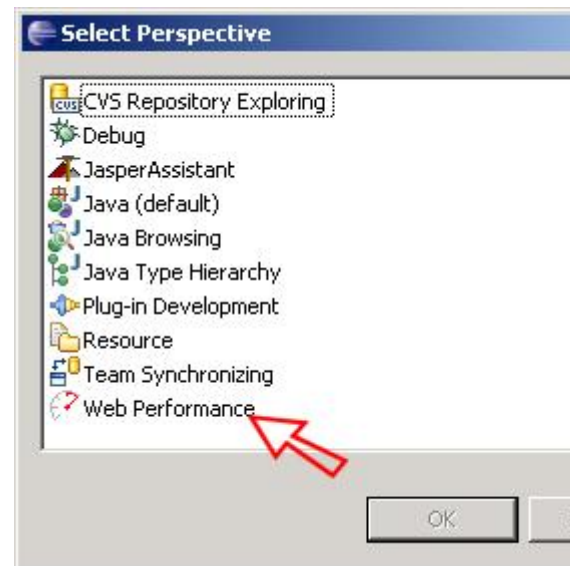 Select Perspective
CVS CVS Repository Exploring
Debug
JasperAssistant
Java (default)
Java Browsing
Java Type Hierarchy
Plug-in Development
Resource
Team Synchronizing
Web Performance
OK